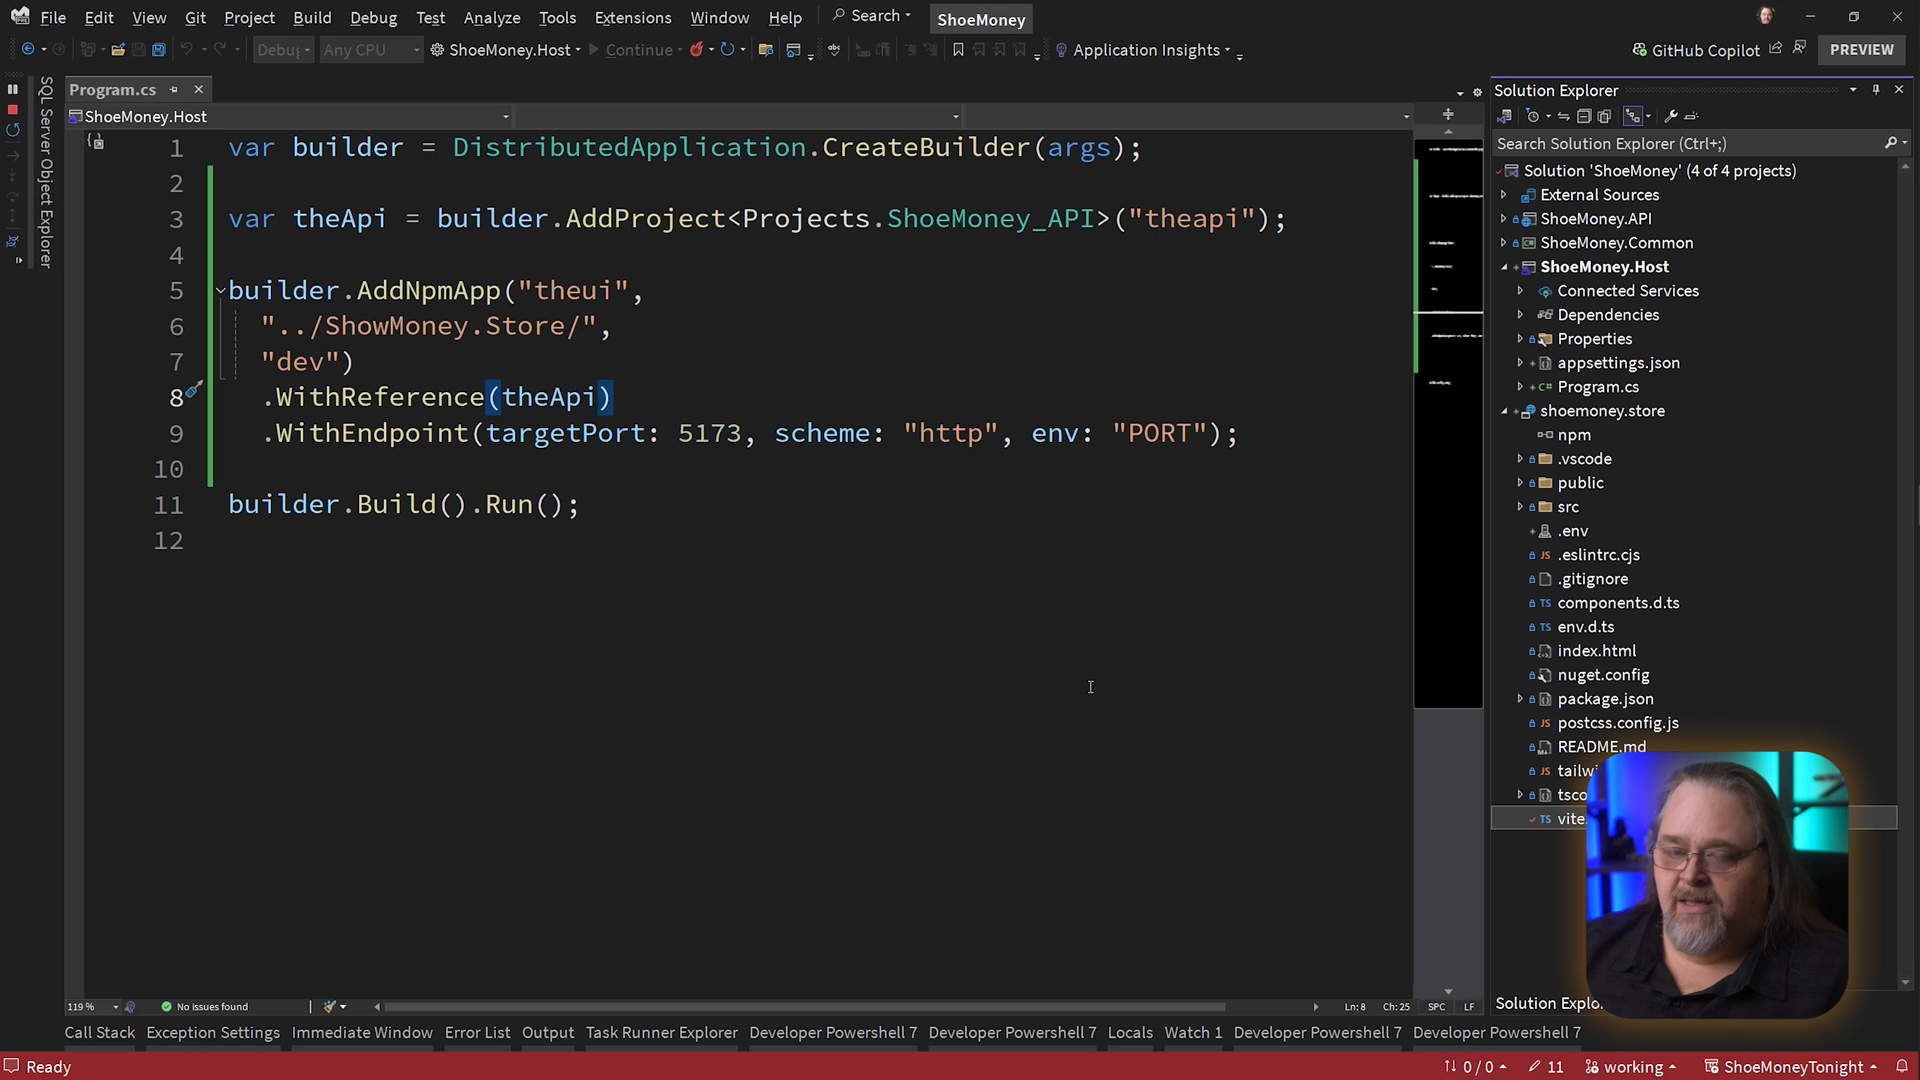 File Edit View Git Project Build Debug Test Analyze Tools Extensions Window Help Search ShoeMoney
Debug Any CPU ShoeMoney.Host Continue Application Insights GitHub Copilot PREVIEW
SQL Server Object Explorer
Program.cs
ShoeMoney.Host
1 var builder = DistributedApplication.CreateBuilder(args);
2
3 var theApi = builder.AddProject<Projects.ShoeMoney_API>("theapi");
4
5 builder.AddNpmApp("theui",
6 "../ShowMoney.Store/",
7 "dev")
8 .WithReference(theApi)
9 .WithEndpoint(targetPort: 5173, scheme: "http", env: "PORT");
10
11 builder.Build().Run();
12
Solution Explorer
Search Solution Explorer (Ctrl+;)
Solution 'ShoeMoney' (4 of 4 projects)
External Sources
ShoeMoney.API
ShoeMoney.Common
ShoeMoney.Host
Connected Services
Dependencies
Properties
appsettings.json
Program.cs
shoemoney.store
npm
.vscode
public
src
.env
.eslintrc.cjs
.gitignore
components.d.ts
env.d.ts
index.html
nuget.config
package.json
postcss.config.js
README.md
tailwi
tsco
vite.
Solution Explo
119 % No issues found Ln:8 Ch:25 SPC LF
Call Stack Exception Settings Immediate Window Error List Output Task Runner Explorer Developer Powershell 7 Developer Powershell 7 Locals Watch 1 Developer Powershell 7 Developer Powershell 7
Ready 0 / 0 11 working ShoeMoneyTonight